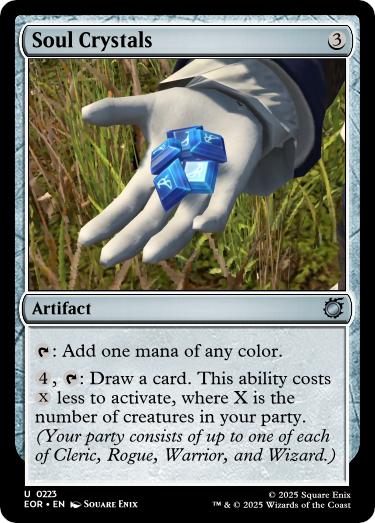 Soul Crystals 3
Artifact
T: Add one mana of any color.
4, T: Draw a card. This ability costs
X less to activate, where X is the
number of creatures in your party.
(Your party consists of up to one of each
of Cleric, Rogue, Warrior, and Wizard.)
U 0223 © 2025 Square Enix
EOR • EN Square Enix ™ & © 2025 Wizards of the Coast